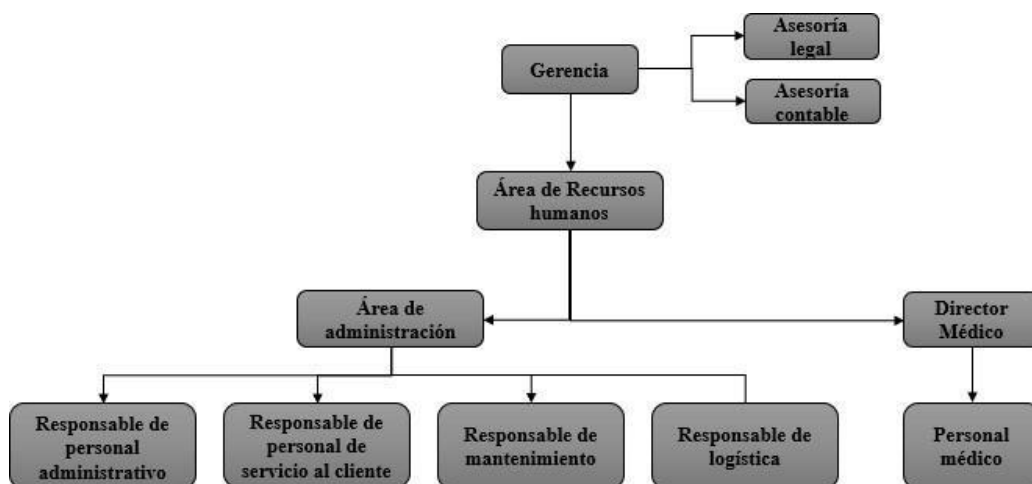 Asesoría
legal
Gerencia
Asesoría
contable
Área de Recursos
humanos
Área de
administración
Director
Médico
Responsable de
personal
administrativo
Responsable de
personal de
servicio al cliente
Responsable de
mantenimiento
Responsable de
logística
Personal
médico